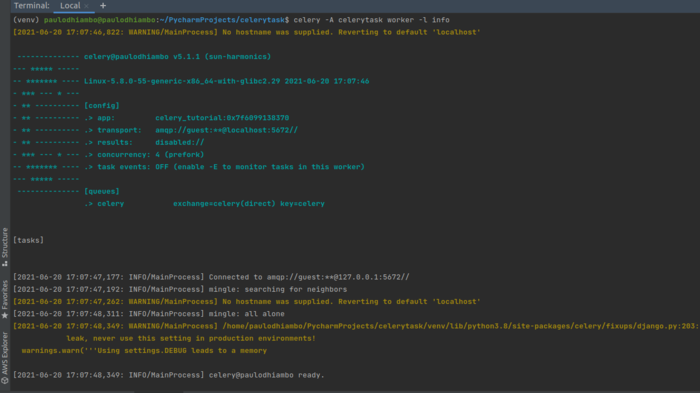 Terminal: Local × +
(venv) paulodhiambo@paulodhiambo:~/PycharmProjects/celerytask$ celery -A celerytask worker -l info
[2021-06-20 17:07:46,822: WARNING/MainProcess] No hostname was supplied. Reverting to default 'localhost'
-------------- celery@paulodhiambo v5.1.1 (sun-harmonics)
--- ***** -----
-- ******* ---- Linux-5.8.0-55-generic-x86_64-with-glibc2.29 2021-06-20 17:07:46
- *** --- * ---
- ** ---------- [config]
- ** ---------- .> app: celery_tutorial:0x7f6099138370
- ** ---------- .> transport: amqp://guest:**@localhost:5672//
- ** ---------- .> results: disabled://
- *** --- * --- .> concurrency: 4 (prefork)
-- ******* ---- .> task events: OFF (enable -E to monitor tasks in this worker)
--- ***** -----
-------------- [queues]
.> celery exchange=celery(direct) key=celery
[tasks]
[2021-06-20 17:07:47,177: INFO/MainProcess] Connected to amqp://guest:**@127.0.0.1:5672//
[2021-06-20 17:07:47,192: INFO/MainProcess] mingle: searching for neighbors
[2021-06-20 17:07:47,262: WARNING/MainProcess] No hostname was supplied. Reverting to default 'localhost'
[2021-06-20 17:07:48,311: INFO/MainProcess] mingle: all alone
[2021-06-20 17:07:48,349: WARNING/MainProcess] /home/paulodhiambo/PycharmProjects/celerytask/venv/lib/python3.8/site-packages/celery/fixups/django.py:203:
leak, never use this setting in production environments!
warnings.warn('''Using settings.DEBUG leads to a memory
[2021-06-20 17:07:48,349: INFO/MainProcess] celery@paulodhiambo ready.
Structure
Favorites
AWS Explorer